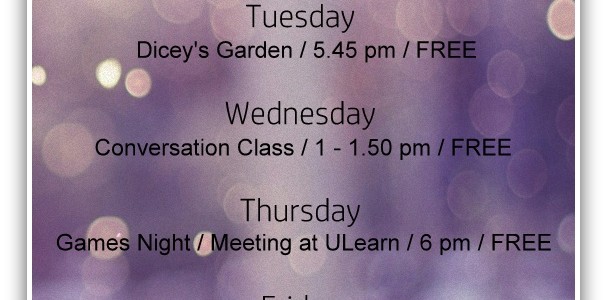 Tuesday
Dicey's Garden / 5.45 pm / FREE
Wednesday
Conversation Class / 1 - 1.50 pm / FREE
Thursday
Games Night / Meeting at ULearn / 6 pm / FREE